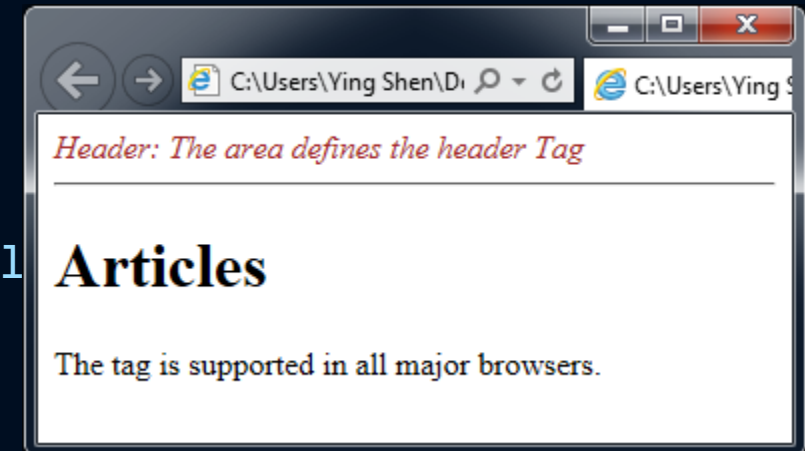 C:\Users\Ying Shen\D
C:\Users\Ying
Header: The area defines the header Tag
l
Articles
The tag is supported in all major browsers.